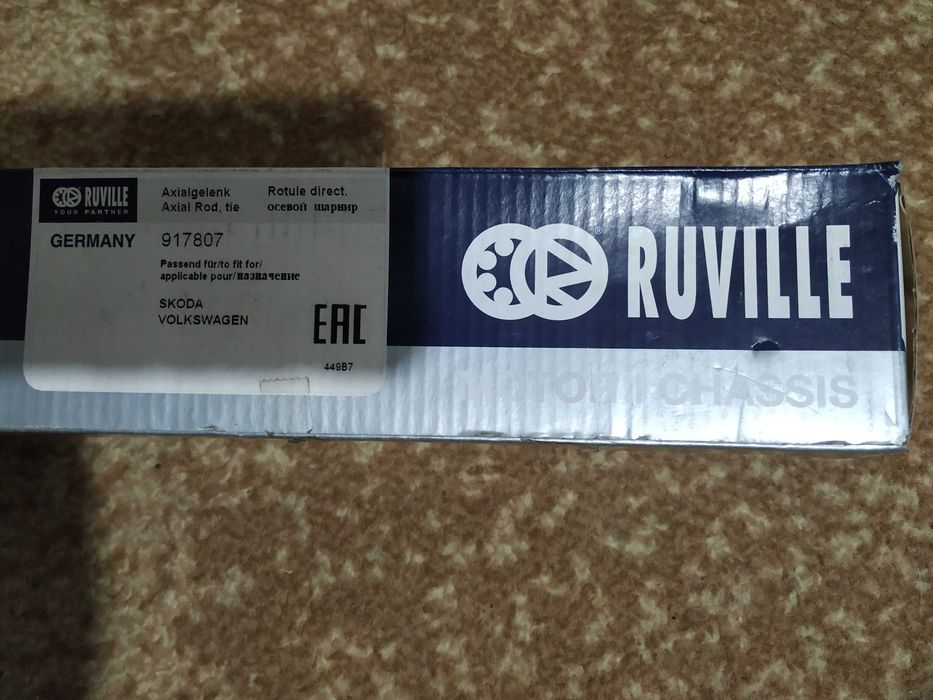 RUVILLE
YOUR PARTNER
Axialgelenk Rotule direct.
Axial Rod, tie осевой шарнир
GERMANY 917807
Passend für/to fit for/
applicable pour/назначение
SKODA
VOLKSWAGEN
EAC
449B7
® RUVILLE
MOTOR | CHASSIS